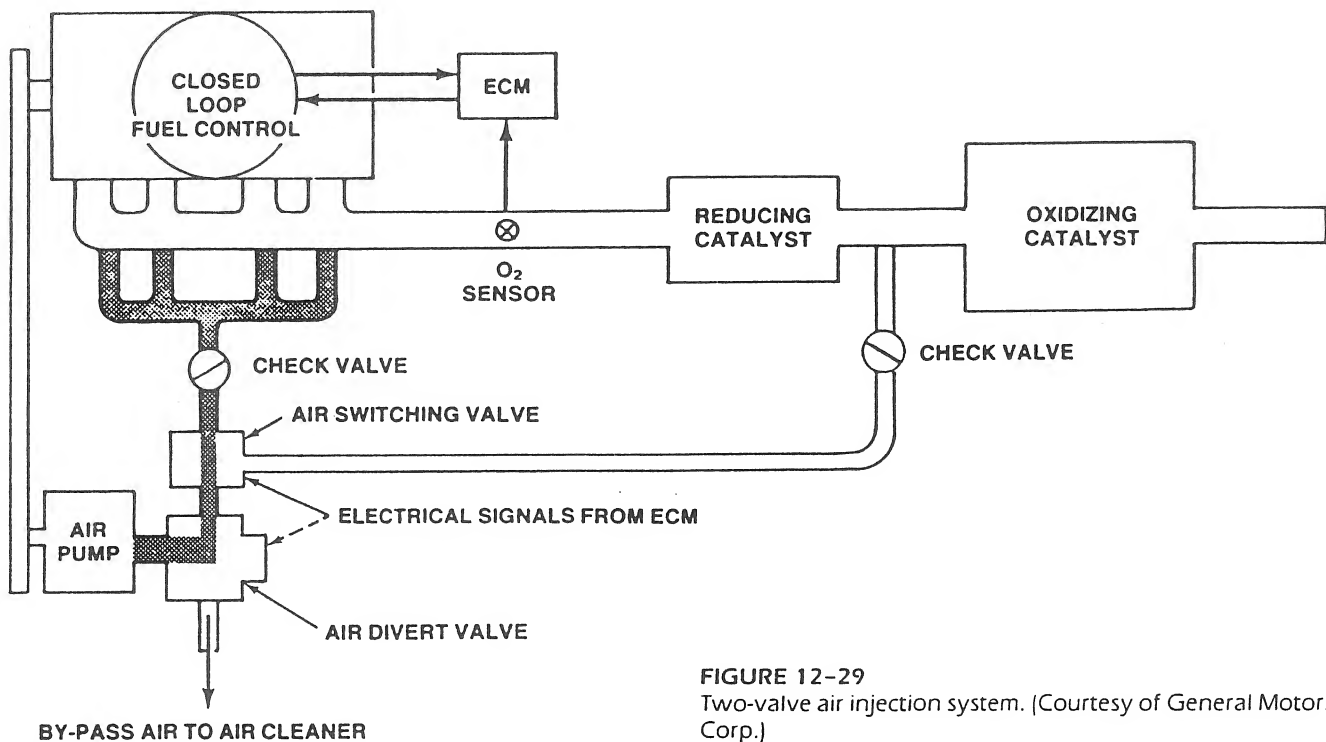 CLOSED
LOOP
FUEL CONTROL
ECM
REDUCING
CATALYST
OXIDIZING
CATALYST
O₂
SENSOR
CHECK VALVE
CHECK VALVE
AIR SWITCHING VALVE
ELECTRICAL SIGNALS FROM ECM
AIR
PUMP
AIR DIVERT VALVE
BY-PASS AIR TO AIR CLEANER
FIGURE 12-29
Two-valve air injection system. (Courtesy of General Motor
Corp.)